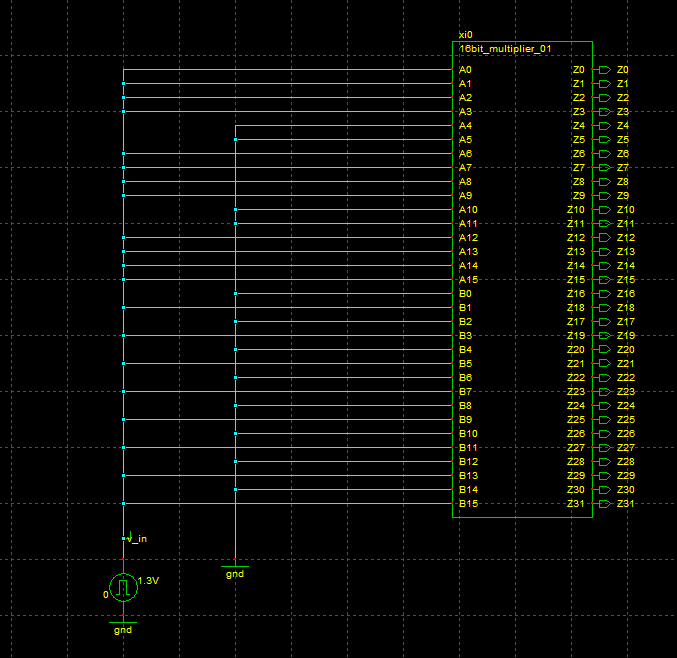 xi0
16bit_multiplier_01
A0 Z0 Z0
A1 Z1 Z1
A2 Z2 Z2
A3 Z3 Z3
A4 Z4 Z4
A5 Z5 Z5
A6 Z6 Z6
A7 Z7 Z7
A8 Z8 Z8
A9 Z9 Z9
A10 Z10 Z10
A11 Z11 Z11
A12 Z12 Z12
A13 Z13 Z13
A14 Z14 Z14
A15 Z15 Z15
B0 Z16 Z16
B1 Z18 Z18
B2 Z17 Z17
B3 Z19 Z19
B4 Z20 Z20
B5 Z21 Z21
B6 Z22 Z22
B7 Z23 Z23
B8 Z24 Z24
B9 Z25 Z25
B10 Z26 Z26
B11 Z27 Z27
B12 Z28 Z28
B13 Z29 Z29
B14 Z30 Z30
B15 Z31 Z31
v_in
gnd
1.3V
0
gnd